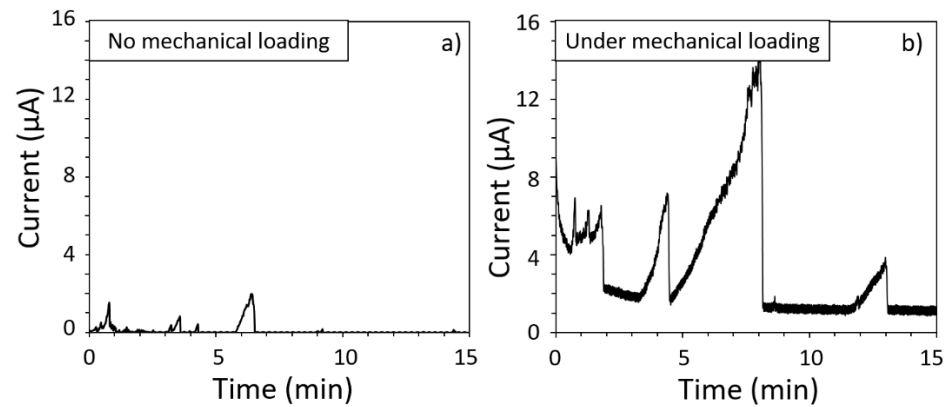 No mechanical loading
a)
16
12
8
4
0
Current (µA)
0
5
10
15
Time (min)
Under mechanical loading
b)
16
12
8
4
0
Current (µA)
0
5
10
15
Time (min)